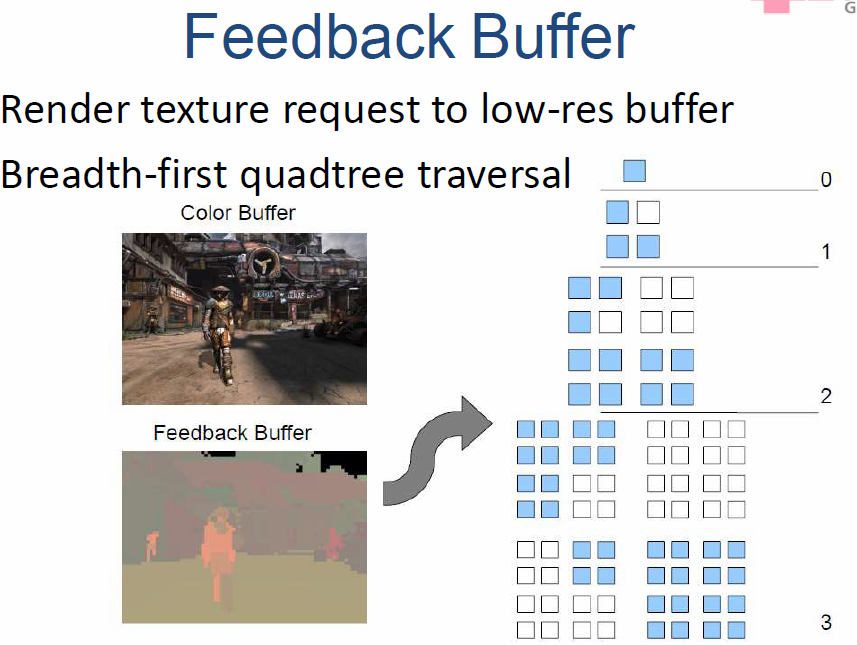 G
Feedback Buffer
Render texture request to low-res buffer
Breadth-first quadtree traversal
0
Color Buffer
1
2
Feedback Buffer
3